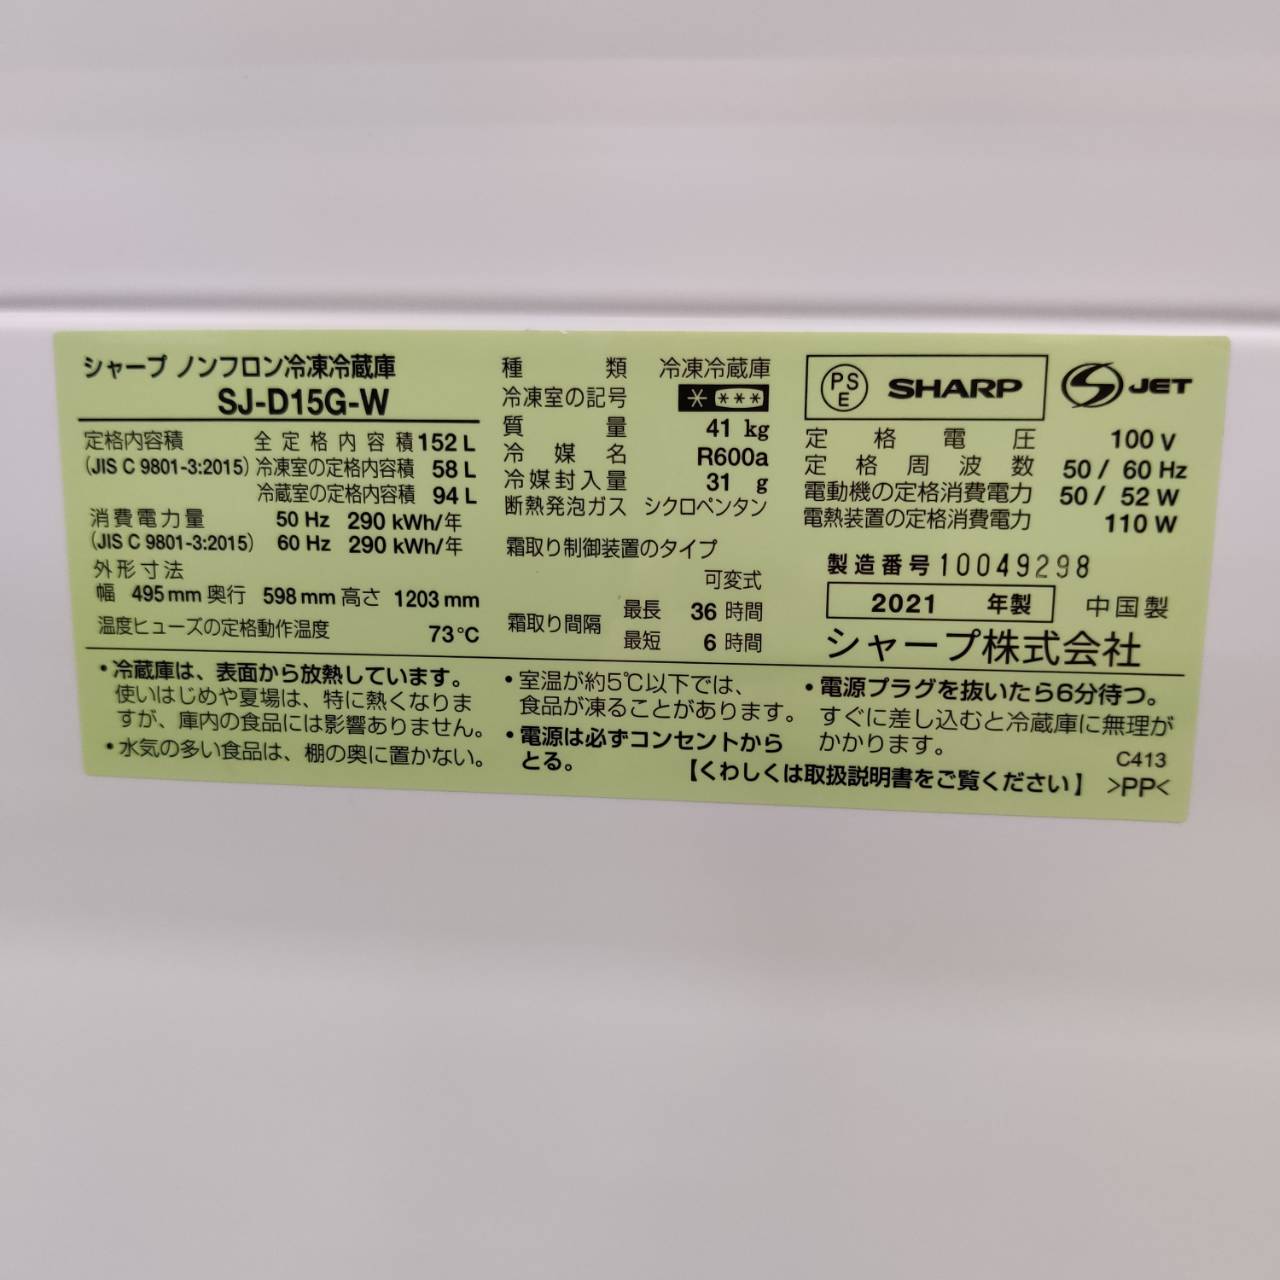 シャープ ノンフロン冷凍冷蔵庫
SJ-D15G-W
定格内容積 全定格内容積 152 L
(JIS C 9801-3:2015) 冷凍室の定格内容積 58 L
冷蔵室の定格内容積 94 L
消費電力量 50 Hz 290 kWh/年
(JIS C 9801-3:2015) 60 Hz 290 kWh/年
外形寸法
幅 495 mm 奥行 598 mm 高さ 1203 mm
温度ヒューズの定格動作温度 73℃
種類 冷凍冷蔵庫
冷凍室の記号 * ***
質量 41 kg
冷媒名 R600a
冷媒封入量 31 g
断熱発泡ガス シクロペンタン
霜取り制御装置のタイプ
可変式
霜取り間隔 最長 36 時間
最短 6 時間
PSE SHARP
S JET
定格電圧 100 V
定格周波数 50 / 60 Hz
電動機の定格消費電力 50 / 52 W
電熱装置の定格消費電力 110 W
製造番号 10049298
2021 年製 中国製
シャープ株式会社
・冷蔵庫は、表面から放熱しています。
使いはじめや夏場は、特に熱くなりま
すが、庫内の食品には影響ありません。
・水気の多い食品は、棚の奥に置かない。
・室温が約5℃以下では、
食品が凍ることがあります。
・電源は必ずコンセントから
とる。
・電源プラグを抜いたら6分待つ。
すぐに差し込むと冷蔵庫に無理が
かかります。
C413
【くわしくは取扱説明書をご覧ください】 >PP<